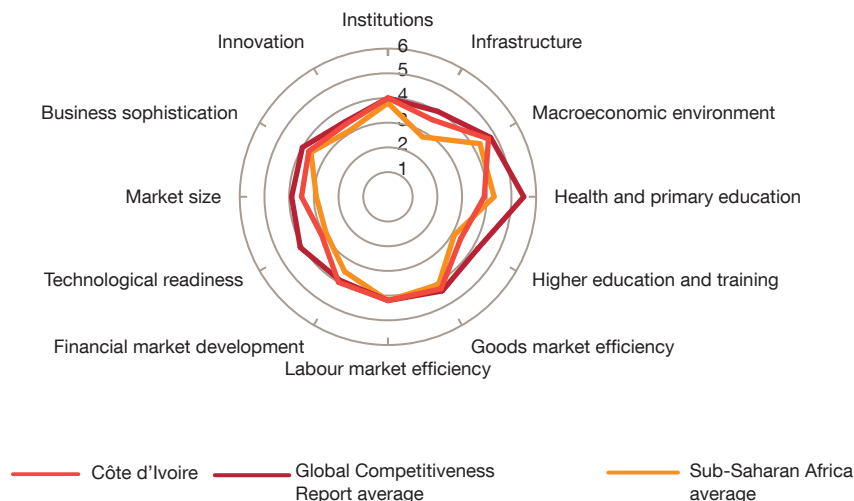 Institutions
Innovation
Infrastructure
6
5
4
3
2
1
Business sophistication
Macroeconomic environment
Market size
Health and primary education
Technological readiness
Higher education and training
Financial market development
Goods market efficiency
Labour market efficiency
Côte d’Ivoire
Global Competitiveness
Report average
Sub-Saharan Africa
average